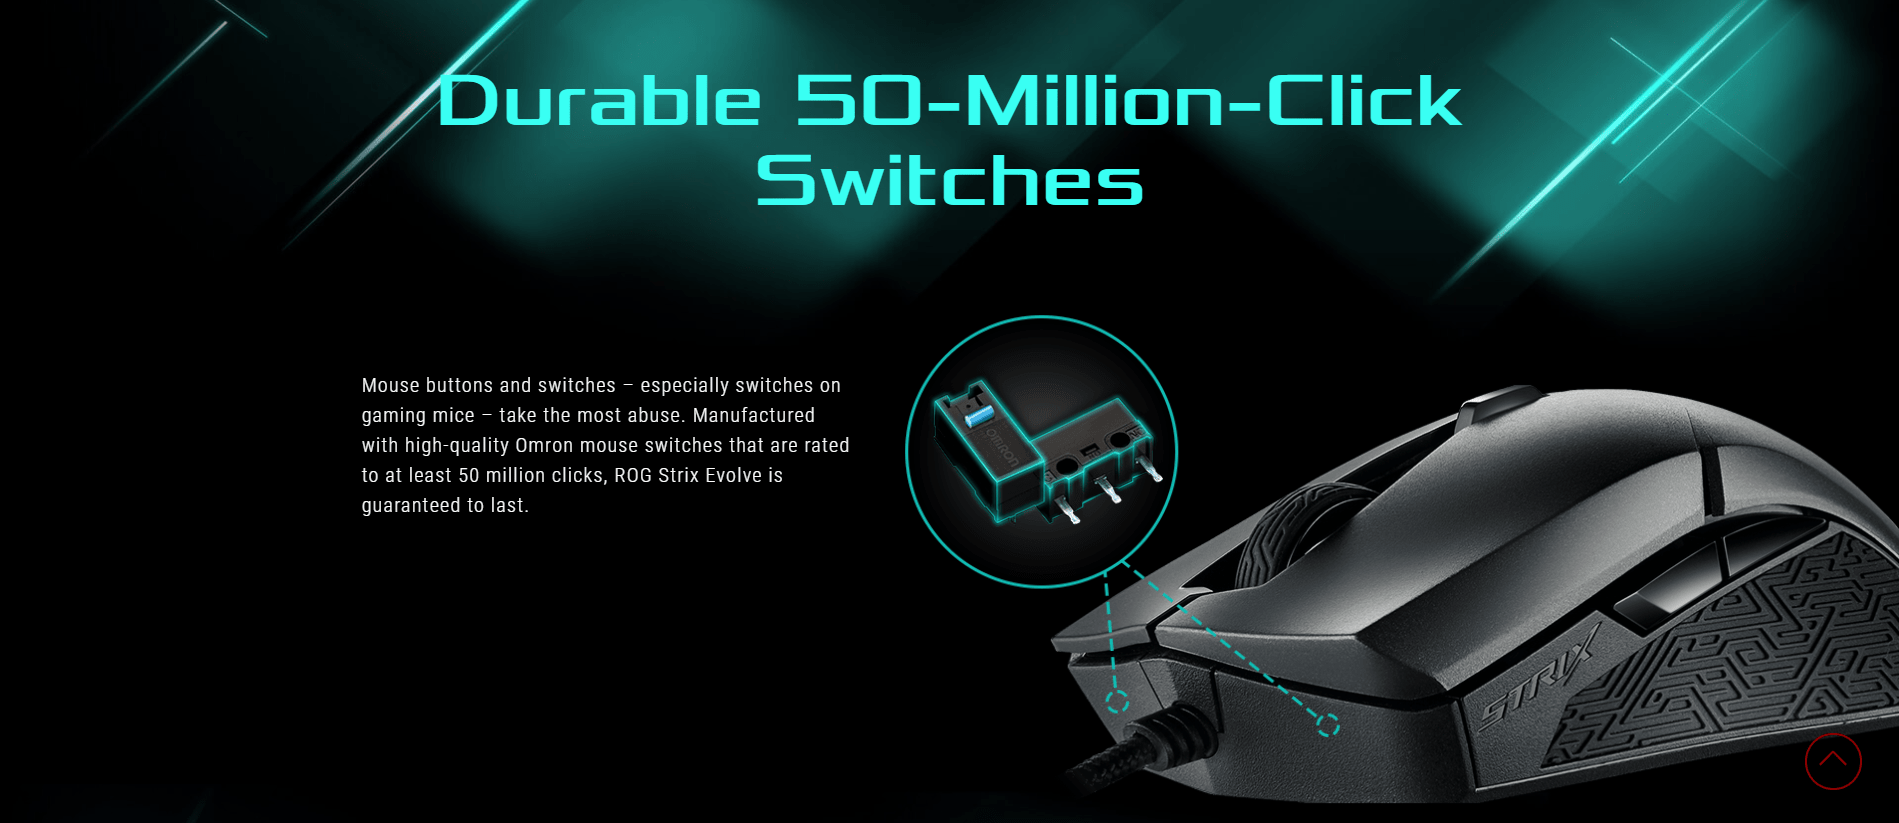 Durable 50-Million-Click
Switches
Mouse buttons and switches – especially switches on
gaming mice – take the most abuse. Manufactured
with high-quality Omron mouse switches that are rated
to at least 50 million clicks, ROG Strix Evolve is
guaranteed to last.
OMRON
STRIX